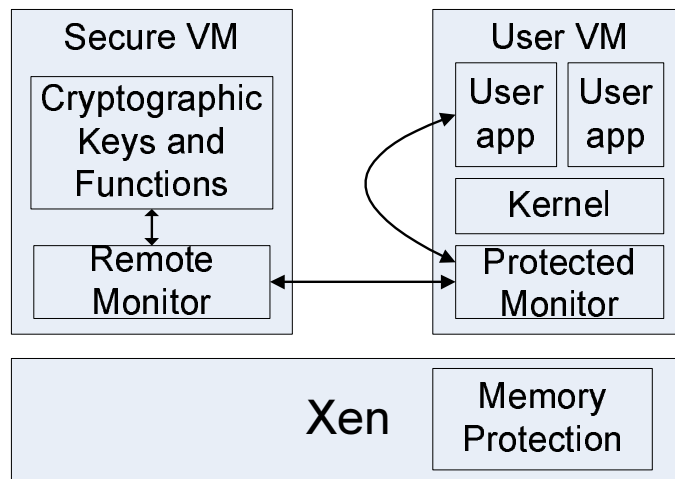 Secure VM
Cryptographic
Keys and
Functions
Remote
Monitor
User VM
User
app
User
app
Kernel
Protected
Monitor
Xen
Memory
Protection